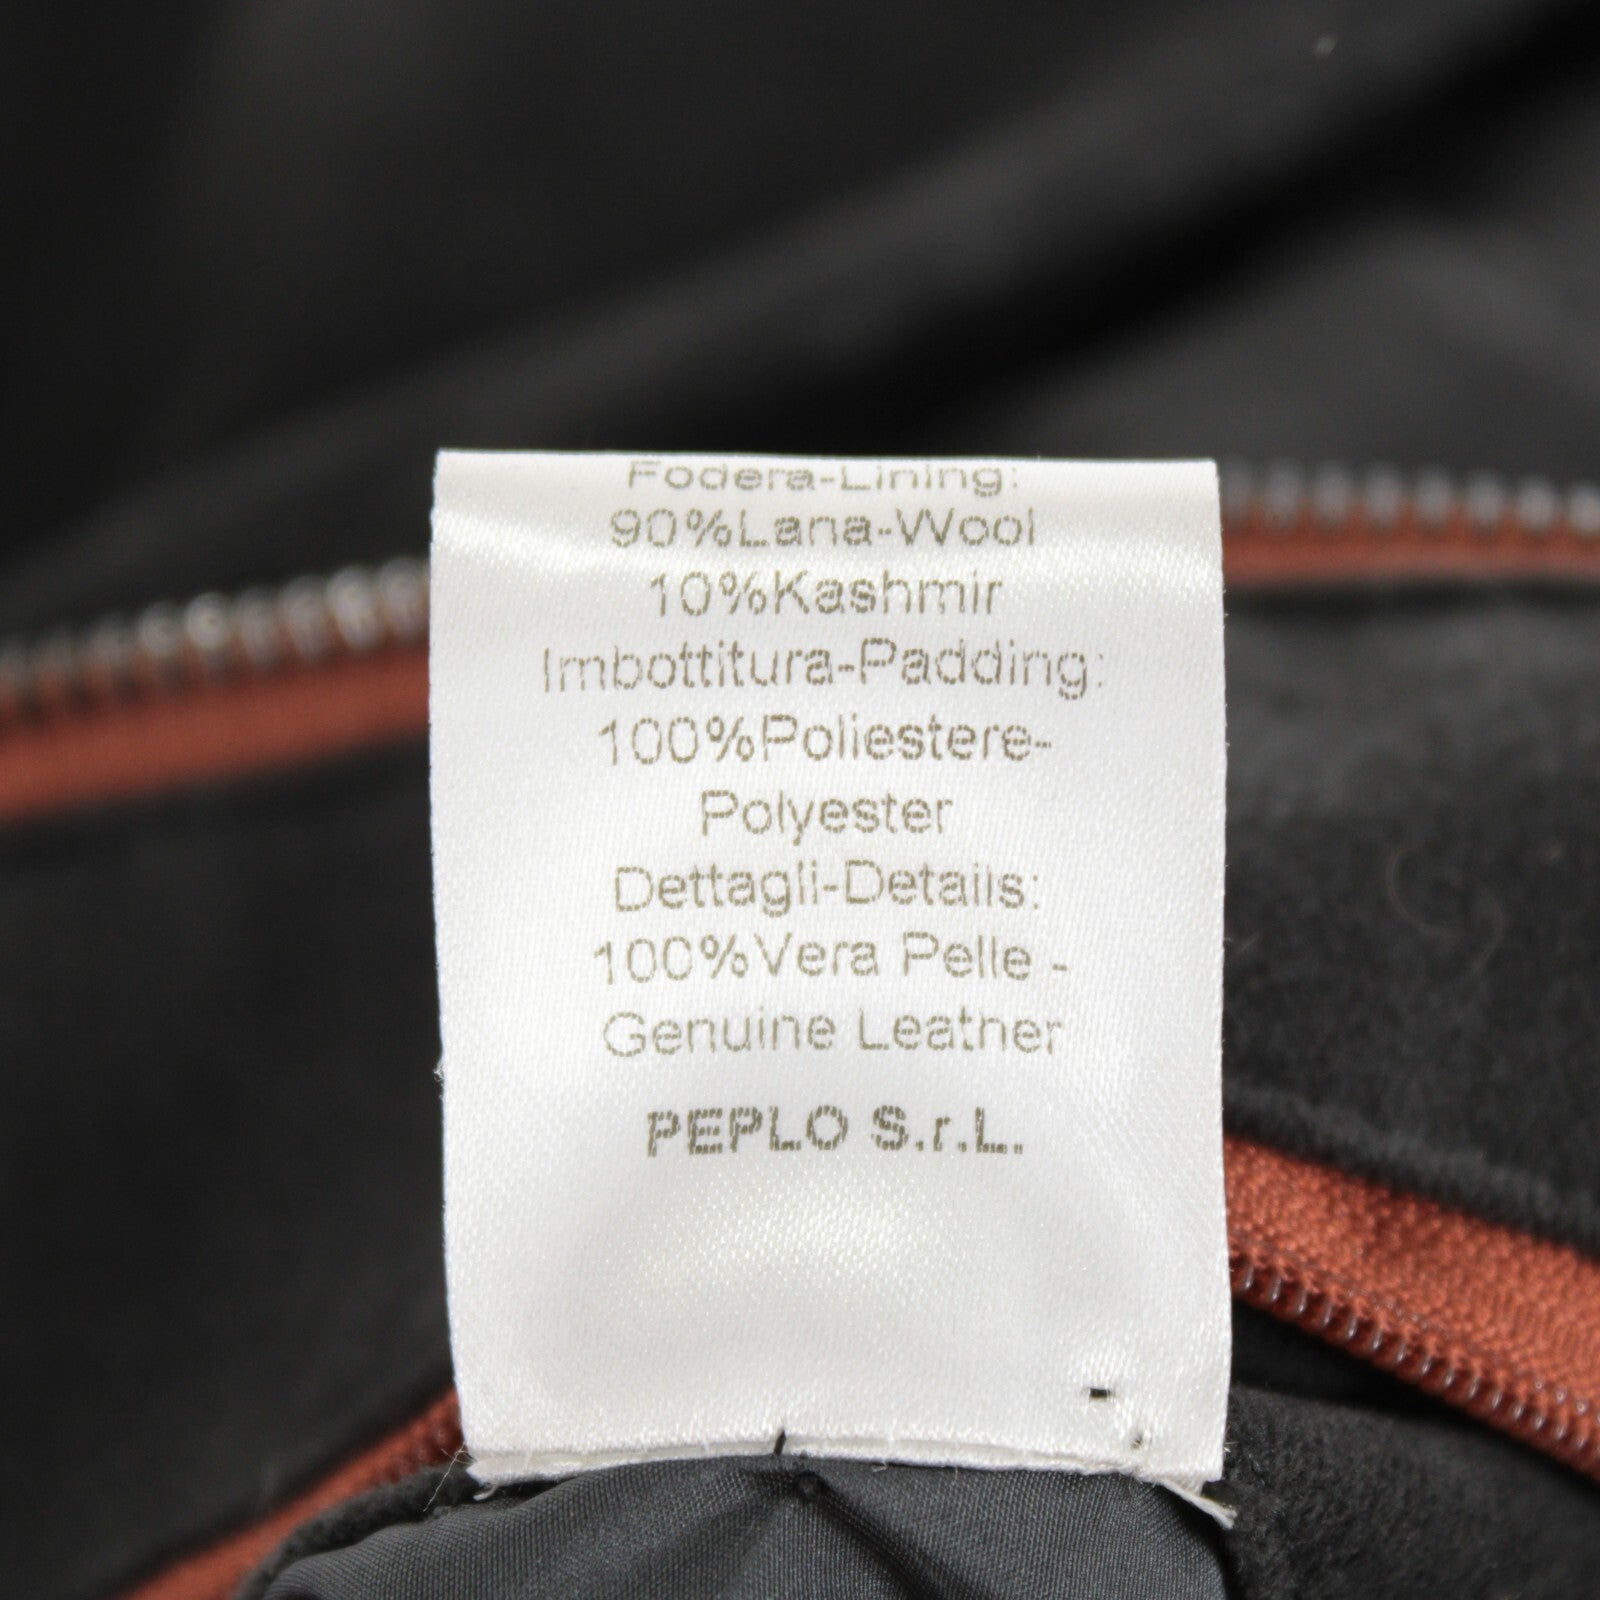 Fodera-Lining:
90%Lana-Wool
10%Kashmir
Imbottitura-Padding:
100%Poliestere-
Polyester
Dettagli-Details:
100%Vera Pelle -
Genuine Leather
PEPLO S.r.L.